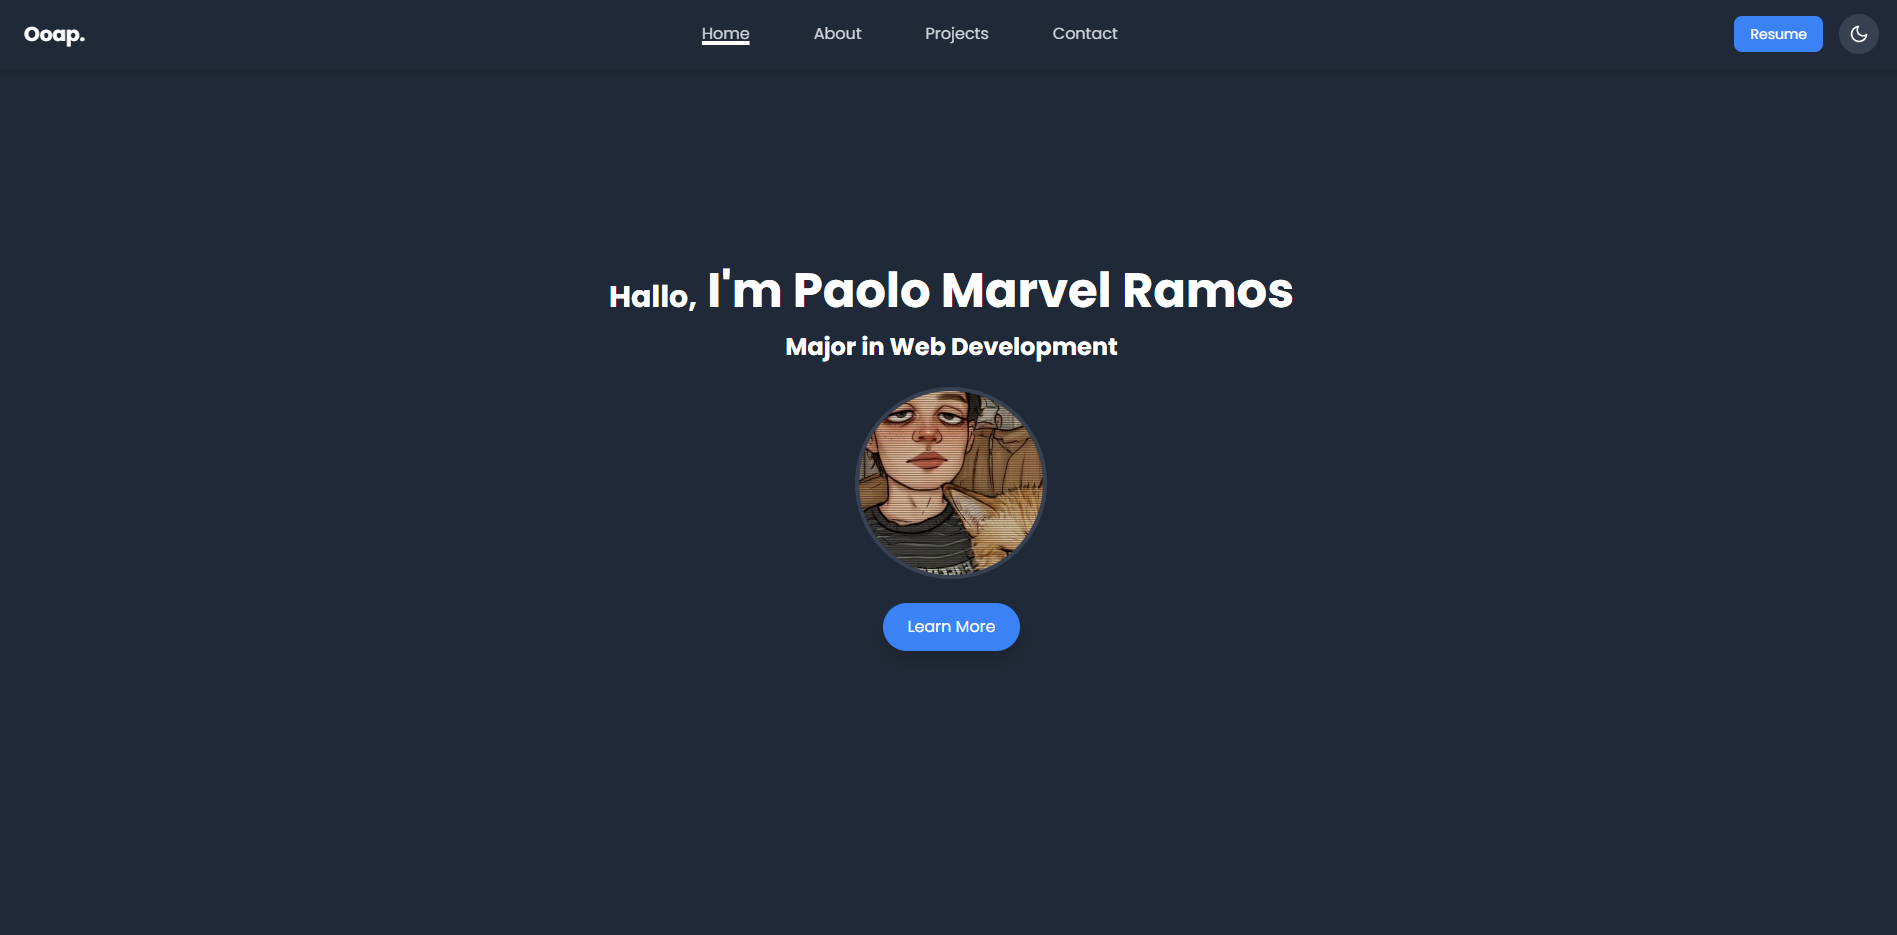 Ooap.
Home About Projects Contact
Resume
Hallo, I'm Paolo Marvel Ramos
Major in Web Development
Learn More